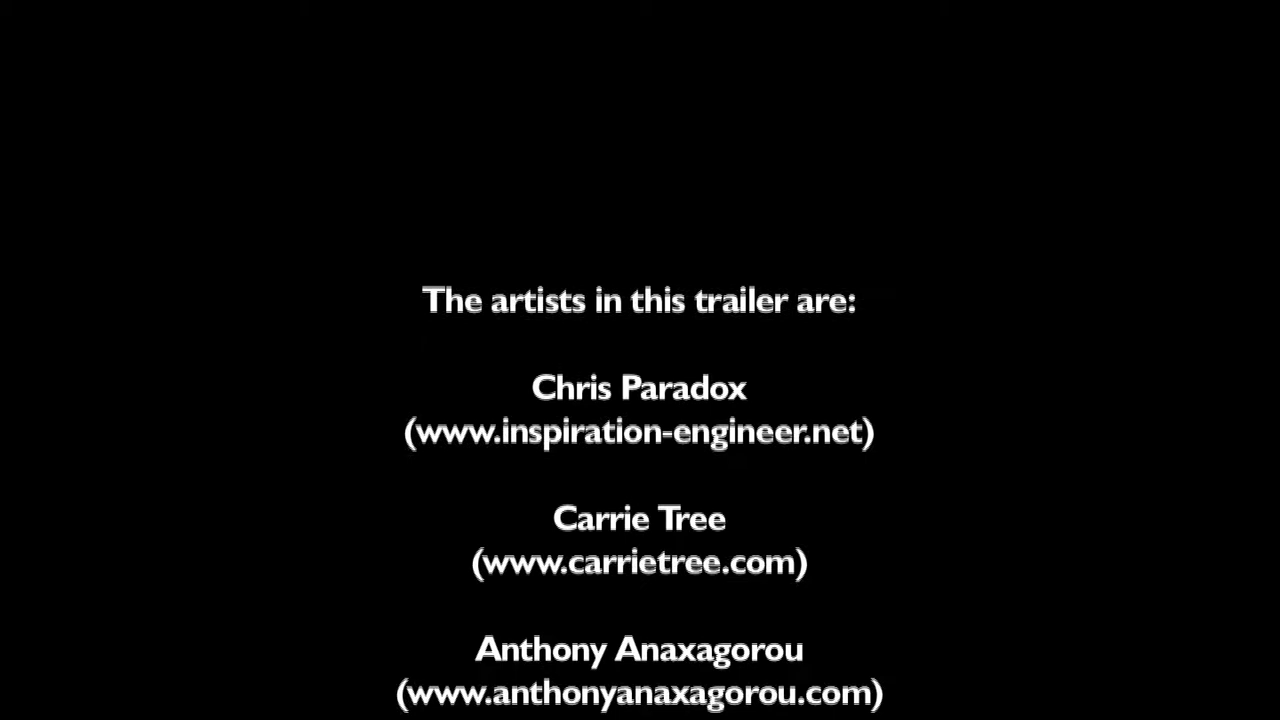 The artists in this trailer are:
Chris Paradox
(www.inspiration-engineer.net)
Carrie Tree
(www.carrietree.com)
Anthony Anaxagorou
(www.anthonyanaxagorou.com)